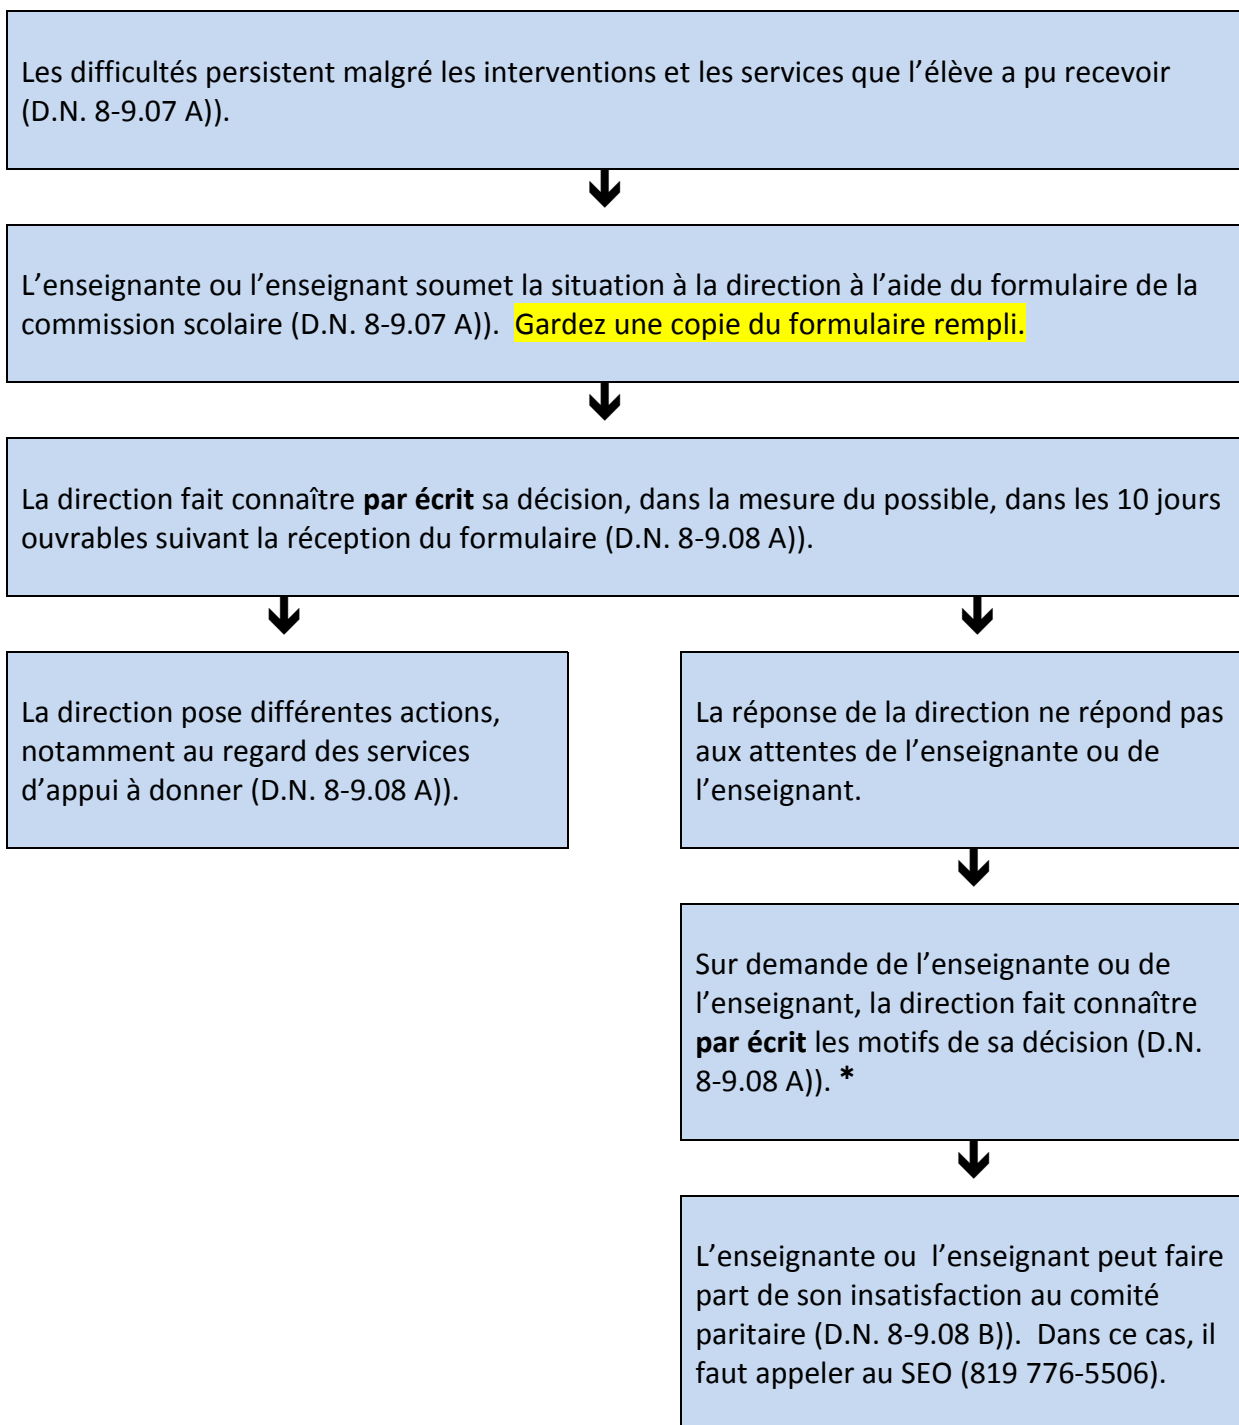 Les difficultés persistent malgré les interventions et les services que l’élève a pu recevoir
(D.N. 8-9.07 A)).
L’enseignante ou l’enseignant soumet la situation à la direction à l’aide du formulaire de la
commission scolaire (D.N. 8-9.07 A)). Gardez une copie du formulaire rempli.
La direction fait connaître par écrit sa décision, dans la mesure du possible, dans les 10 jours
ouvrables suivant la réception du formulaire (D.N. 8-9.08 A)).
La direction pose différentes actions,
notamment au regard des services
d’appui à donner (D.N. 8-9.08 A)).
La réponse de la direction ne répond pas
aux attentes de l’enseignante ou de
l’enseignant.
Sur demande de l’enseignante ou de
l’enseignant, la direction fait connaître
par écrit les motifs de sa décision (D.N.
8-9.08 A)). *
L’enseignante ou l’enseignant peut faire
part de son insatisfaction au comité
paritaire (D.N. 8-9.08 B)). Dans ce cas, il
faut appeler au SEO (819 776-5506).